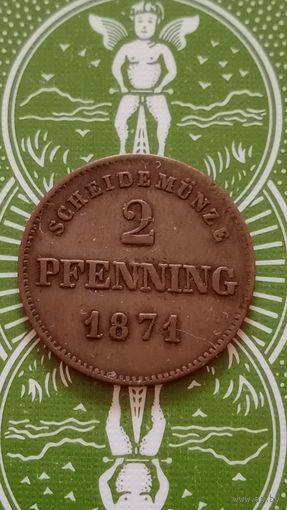 SCHEIDEMÜNZE
2
PFENNING
1871